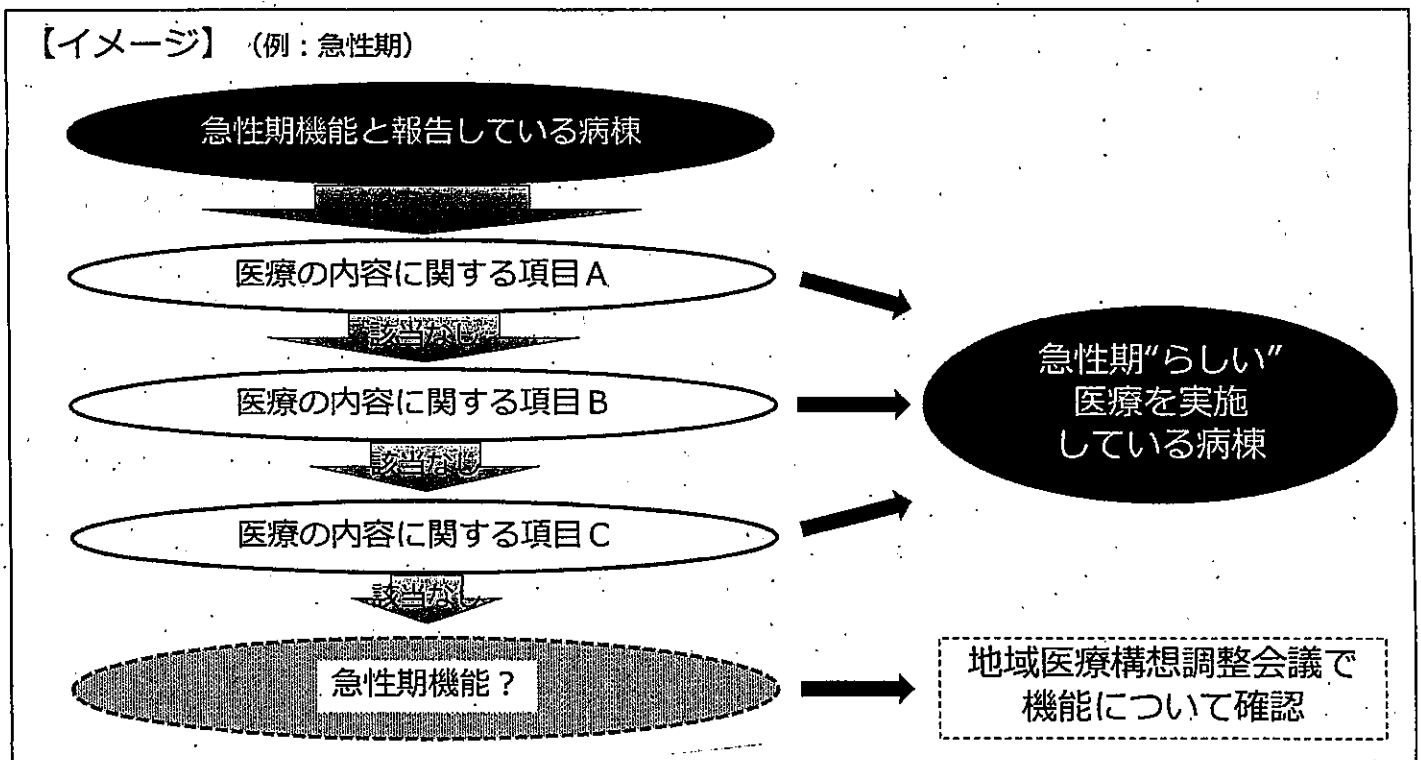 【イメージ】（例：急性期）
急性期機能と報告している病棟
医療の内容に関する項目A
該当なし
医療の内容に関する項目B
該当なし
医療の内容に関する項目C
該当なし
急性期機能？
急性期“らしい”
医療を実施
している病棟
地域医療構想調整会議で
機能について確認